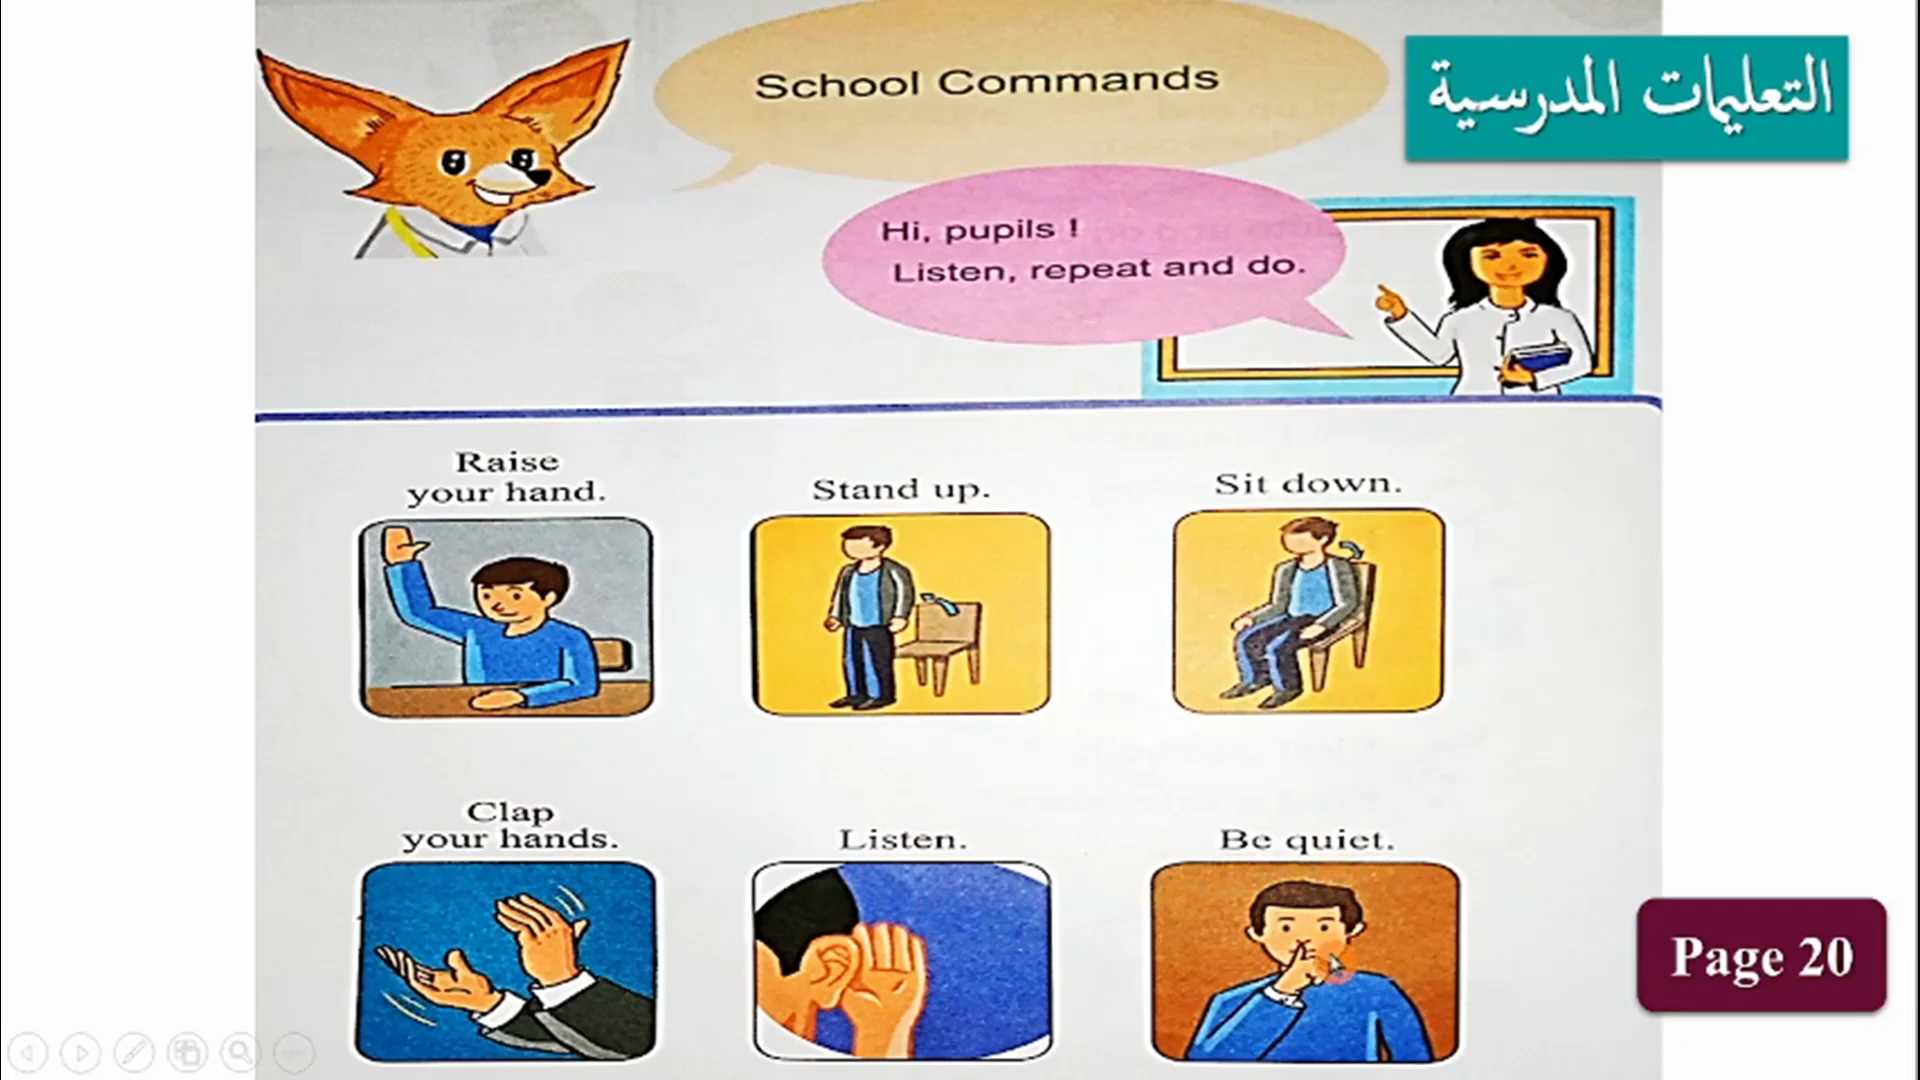 School Commands
التعليمات المدرسية
Hi, pupils !
Listen, repeat and do.
Raise
your hand.
Stand up.
Sit down.
Clap
your hands.
Listen.
Be quiet.
Page 20